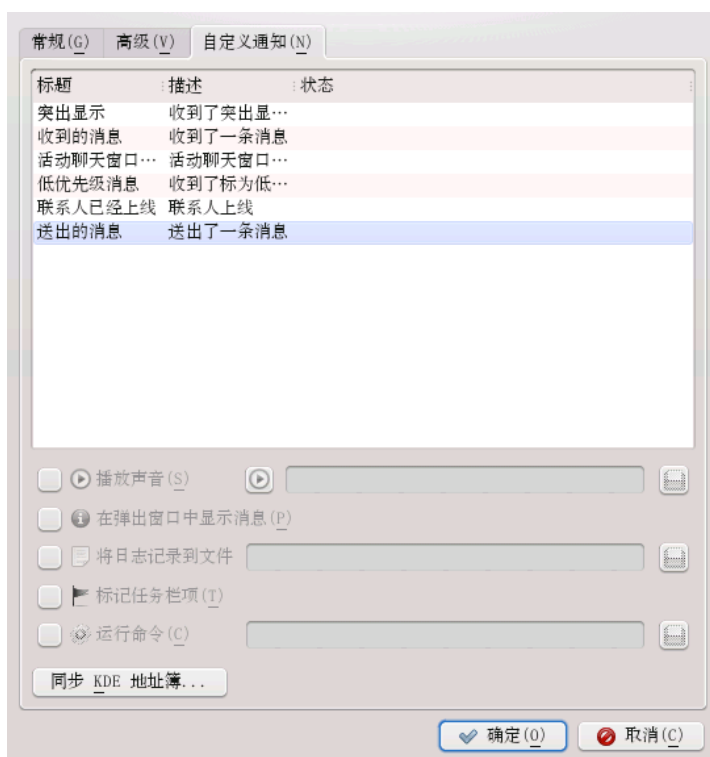 常规(G) 高级(V) 自定义通知(N)
标题 描述 状态
突出显示 收到了突出显…
收到的消息 收到了一条消息
活动聊天窗口… 活动聊天窗口…
低优先级消息 收到了标为低…
联系人已经上线 联系人上线
送出的消息 送出了一条消息
播放声音(S)
在弹出窗口中显示消息(P)
将日志记录到文件
标记任务栏项(T)
运行命令(C)
同步 KDE 地址簿...
确定(O) 取消(C)